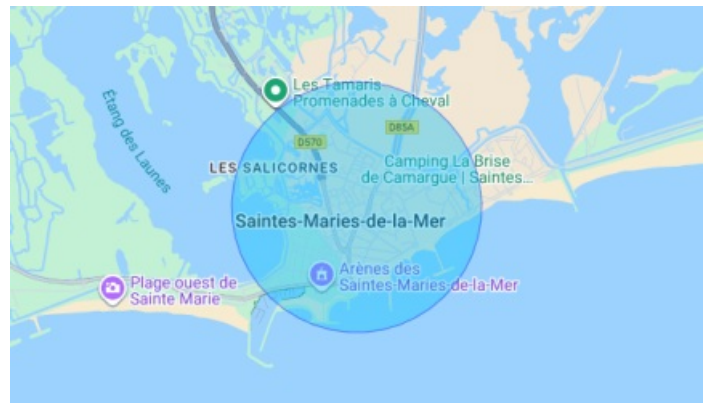 Les Tamaris
Promenades à Cheval
Étang des Launes
D85A
D570
LES SALICORNES
Camping La Brise
de Camargue | Saintes...
Saintes-Maries-de-la-Mer
Arènes des
Saintes-Maries-de-la-Mer
Plage ouest de
Sainte Marie